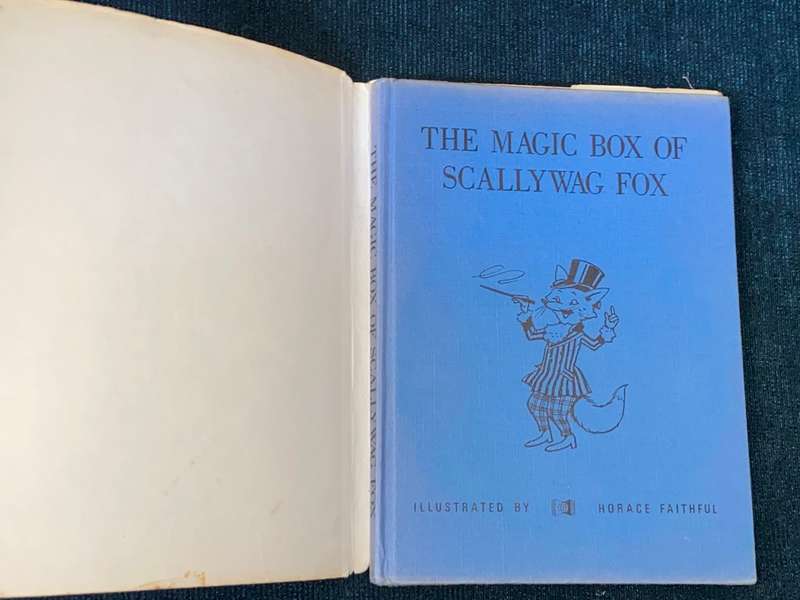 THE MAGIC BOX OF
SCALLYWAG FOX
ILLUSTRATED BY HORACE FAITHFUL
THE MAGIC BOX OF SCALLYWAG FOX